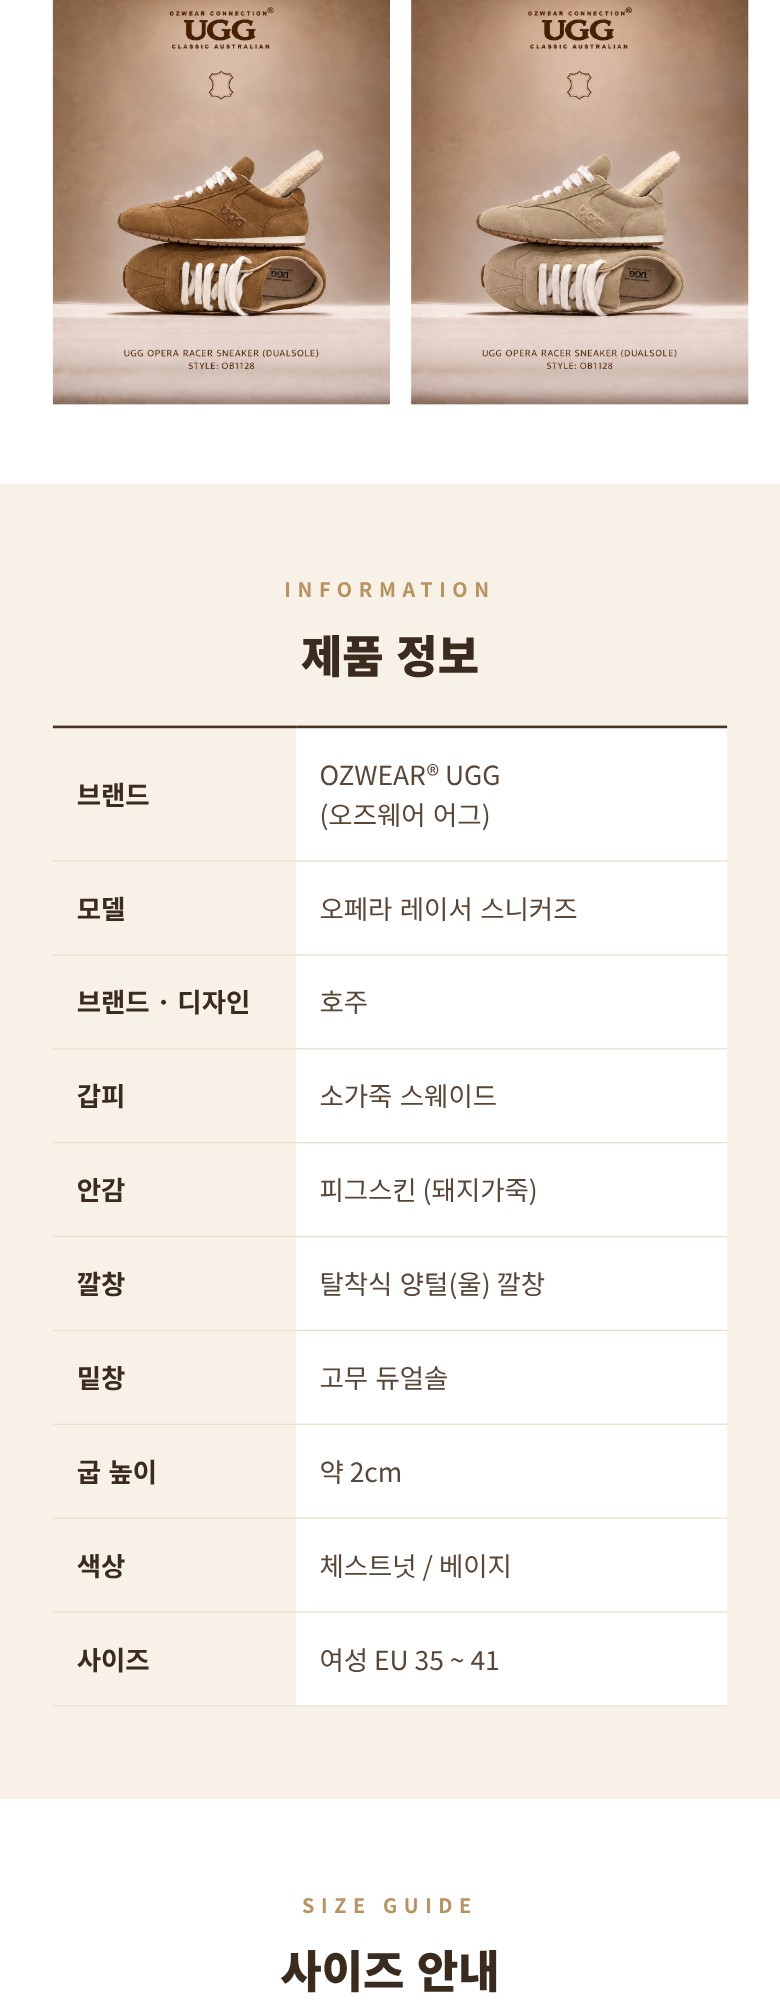 OZWEAR CONNECTION®
UGG
CLASSIC AUSTRALIAN
UGG
UGG
UGG OPERA RACER SNEAKER (DUALSOLE)
STYLE: OB1128
OZWEAR CONNECTION®
UGG
CLASSIC AUSTRALIAN
UGG
UGG
UGG OPERA RACER SNEAKER (DUALSOLE)
STYLE: OB1128
INFORMATION
제품 정보
브랜드
OZWEAR® UGG
(오즈웨어 어그)
모델
오페라 레이서 스니커즈
브랜드 · 디자인
호주
갑피
소가죽 스웨이드
안감
피그스킨 (돼지가죽)
깔창
탈착식 양털(울) 깔창
밑창
고무 듀얼솔
굽 높이
약 2cm
색상
체스트넛 / 베이지
사이즈
여성 EU 35 ~ 41
SIZE GUIDE
사이즈 안내